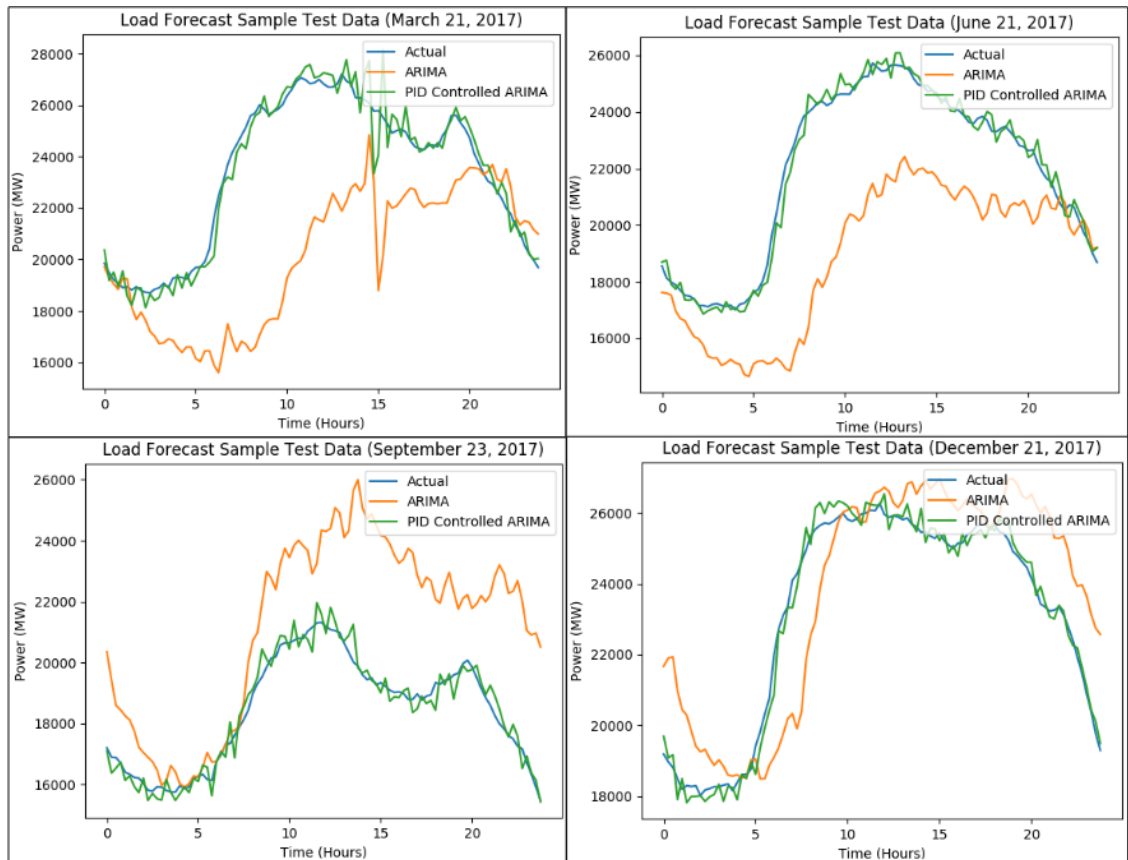 Load Forecast Sample Test Data (March 21, 2017)
28000
26000
24000
22000
20000
18000
16000
Power (MW)
Actual
ARIMA
PID Controlled ARIMA
0
5
10
15
20
Time (Hours)
Load Forecast Sample Test Data (June 21, 2017)
26000
24000
22000
20000
18000
16000
Power (MW)
Actual
ARIMA
PID Controlled ARIMA
0
5
10
15
20
Time (Hours)
Load Forecast Sample Test Data (September 23, 2017)
26000
24000
22000
20000
18000
16000
Power (MW)
Actual
ARIMA
PID Controlled ARIMA
0
5
10
15
20
Time (Hours)
Load Forecast Sample Test Data (December 21, 2017)
26000
24000
22000
20000
18000
Power (MW)
Actual
ARIMA
PID Controlled ARIMA
0
5
10
15
20
Time (Hours)